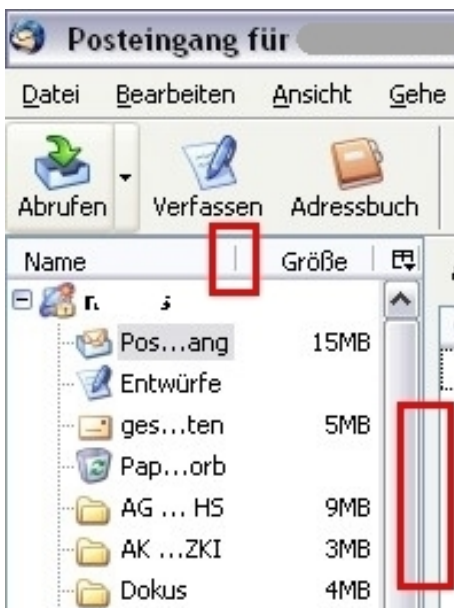 Posteingang für
Datei Bearbeiten Ansicht Gehe
Abrufen Verfassen Adressbuch
Name Größe
Pos...ang 15MB
Entwürfe
ges...ten 5MB
Pap...orb
AG ... HS 9MB
AK ...ZKI 3MB
Dokus 4MB